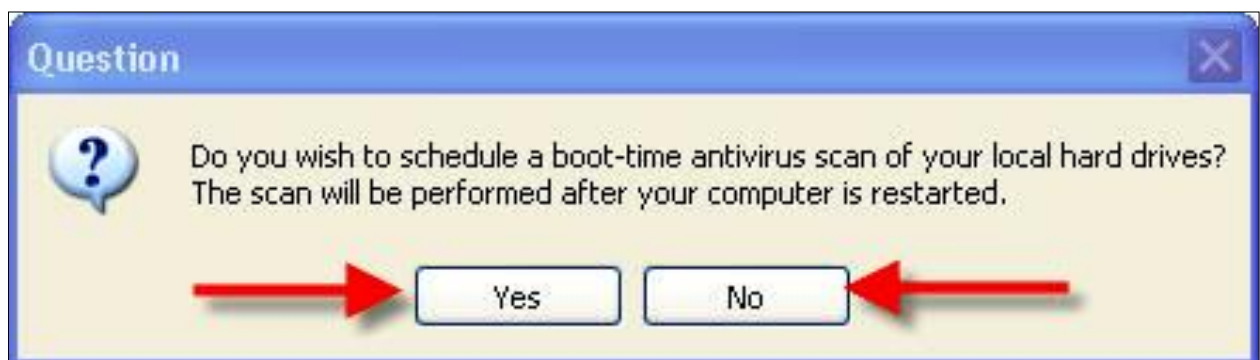 Question
Do you wish to schedule a boot-time antivirus scan of your local hard drives?
The scan will be performed after your computer is restarted.
Yes No